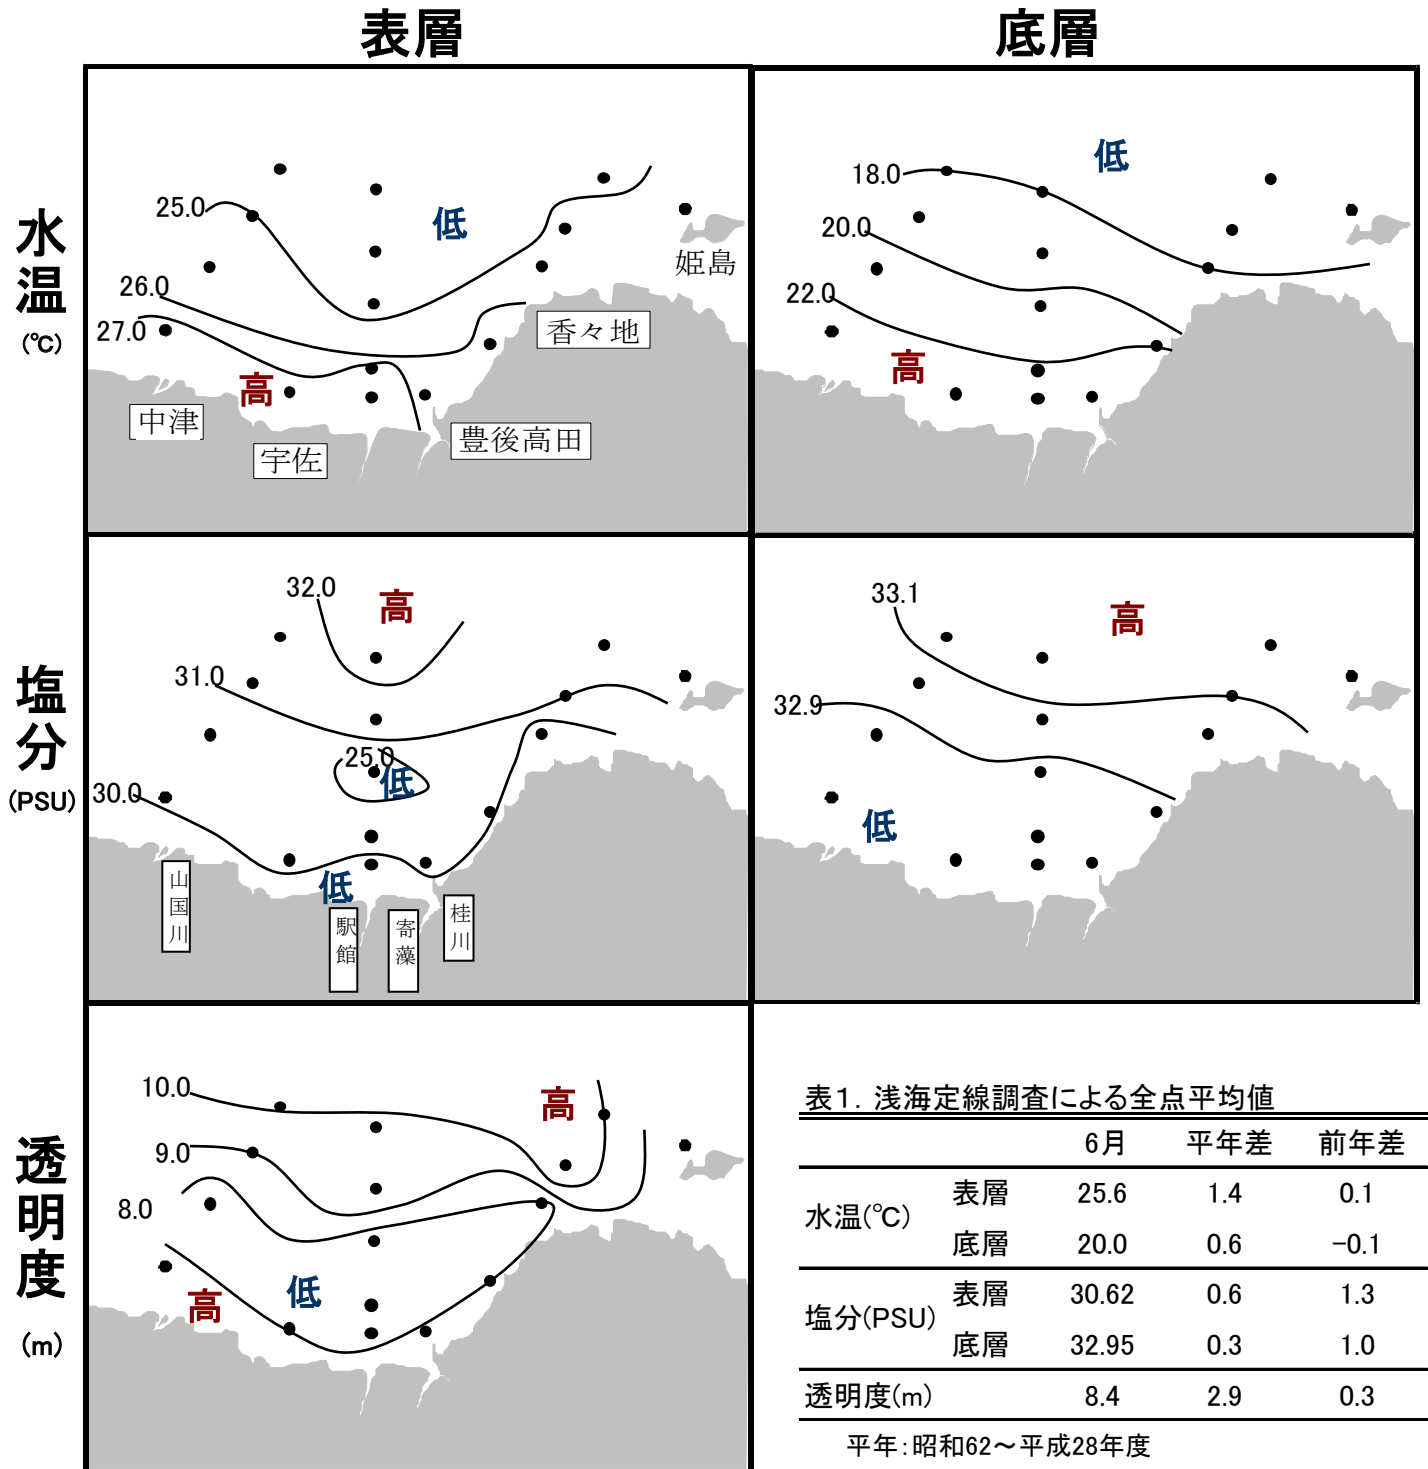 表層
底層
水温
(℃)
25.0
26.0
27.0
低
高
姫島
香々地
中津
宇佐
豊後高田
18.0
20.0
22.0
低
高
塩分
(PSU)
32.0
31.0
30.0
25.0
高
低
低
山国川
駅館
寄藻
桂川
33.1
32.9
高
低
透明度
(m)
10.0
9.0
8.0
高
低
高
表1. 浅海定線調査による全点平均値
6月 平年差 前年差
水温(℃) 表層 25.6 1.4 0.1
底層 20.0 0.6 -0.1
塩分(PSU) 表層 30.62 0.6 1.3
底層 32.95 0.3 1.0
透明度(m) 8.4 2.9 0.3
平年:昭和62～平成28年度